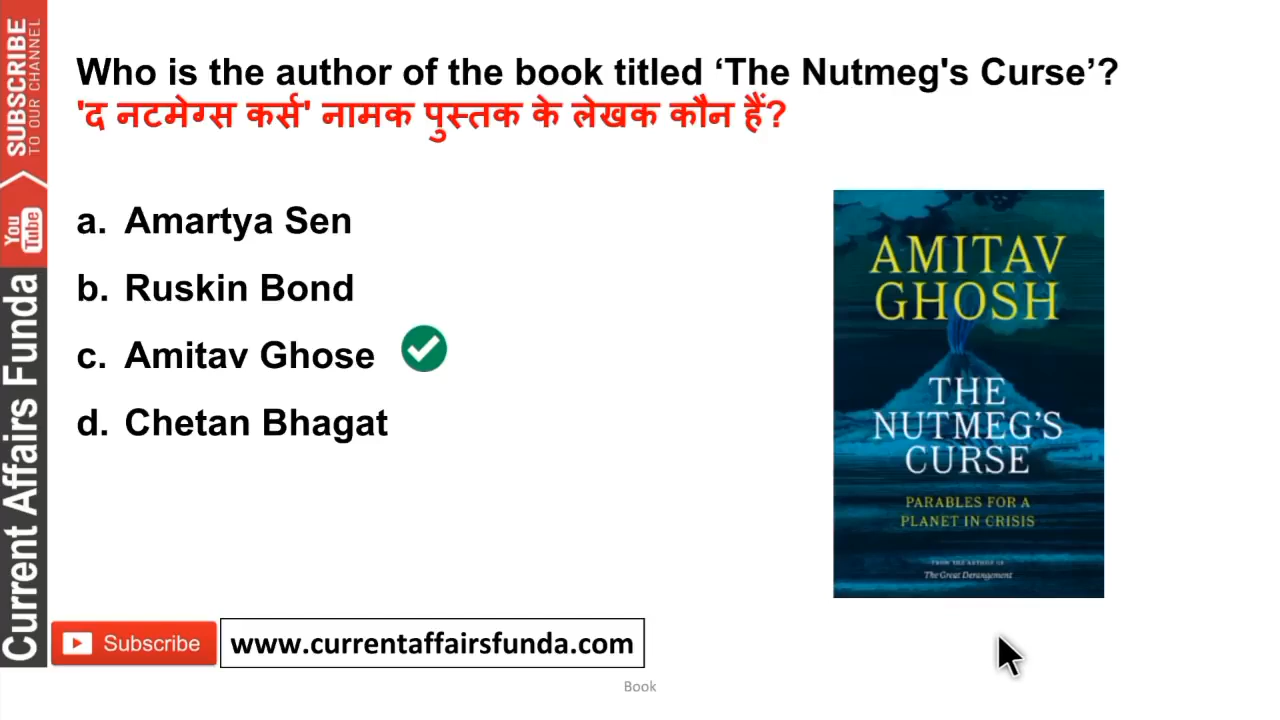 Who is the author of the book titled ‘The Nutmeg's Curse’?
'द नटमेग्स कर्स' नामक पुस्तक के लेखक कौन हैं?
a. Amartya Sen
b. Ruskin Bond
c. Amitav Ghose
d. Chetan Bhagat
AMITAV
GHOSH
THE
NUTMEG'S
CURSE
PARABLES FOR A
PLANET IN CRISIS
FROM THE AUTHOR OF
The Great Derangement
SUBSCRIBE
TO OUR CHANNEL
You
Tube
Current Affairs Funda
Subscribe
www.currentaffairsfunda.com
Book